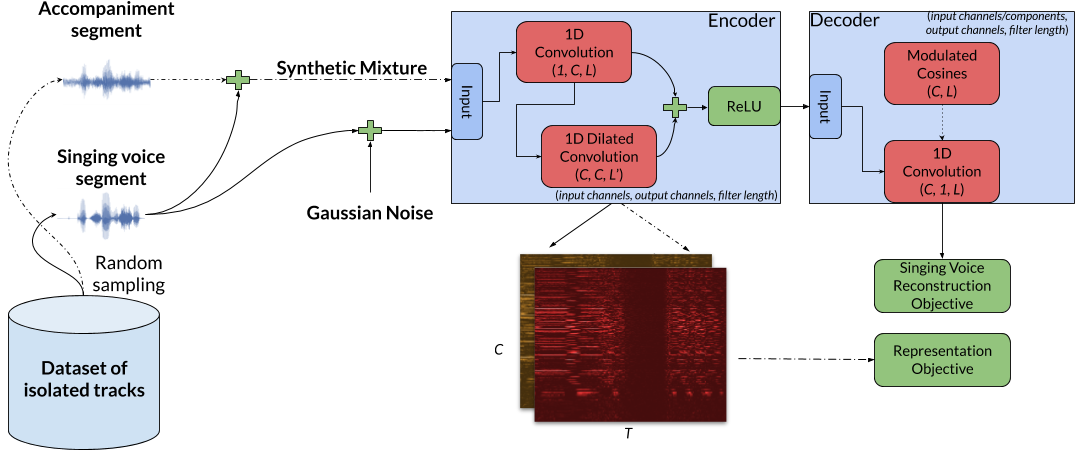 Accompaniment
segment
Singing voice
segment
Random
sampling
Dataset of
isolated tracks
Synthetic Mixture
Gaussian Noise
Encoder
Input
1D
Convolution
(1, C, L)
1D Dilated
Convolution
(C, C, L')
ReLU
(input channels, output channels, filter length)
Decoder
(input channels/components,
output channels, filter length)
Input
Modulated
Cosines
(C, L)
1D
Convolution
(C, 1, L)
C
T
Singing Voice
Reconstruction
Objective
Representation
Objective